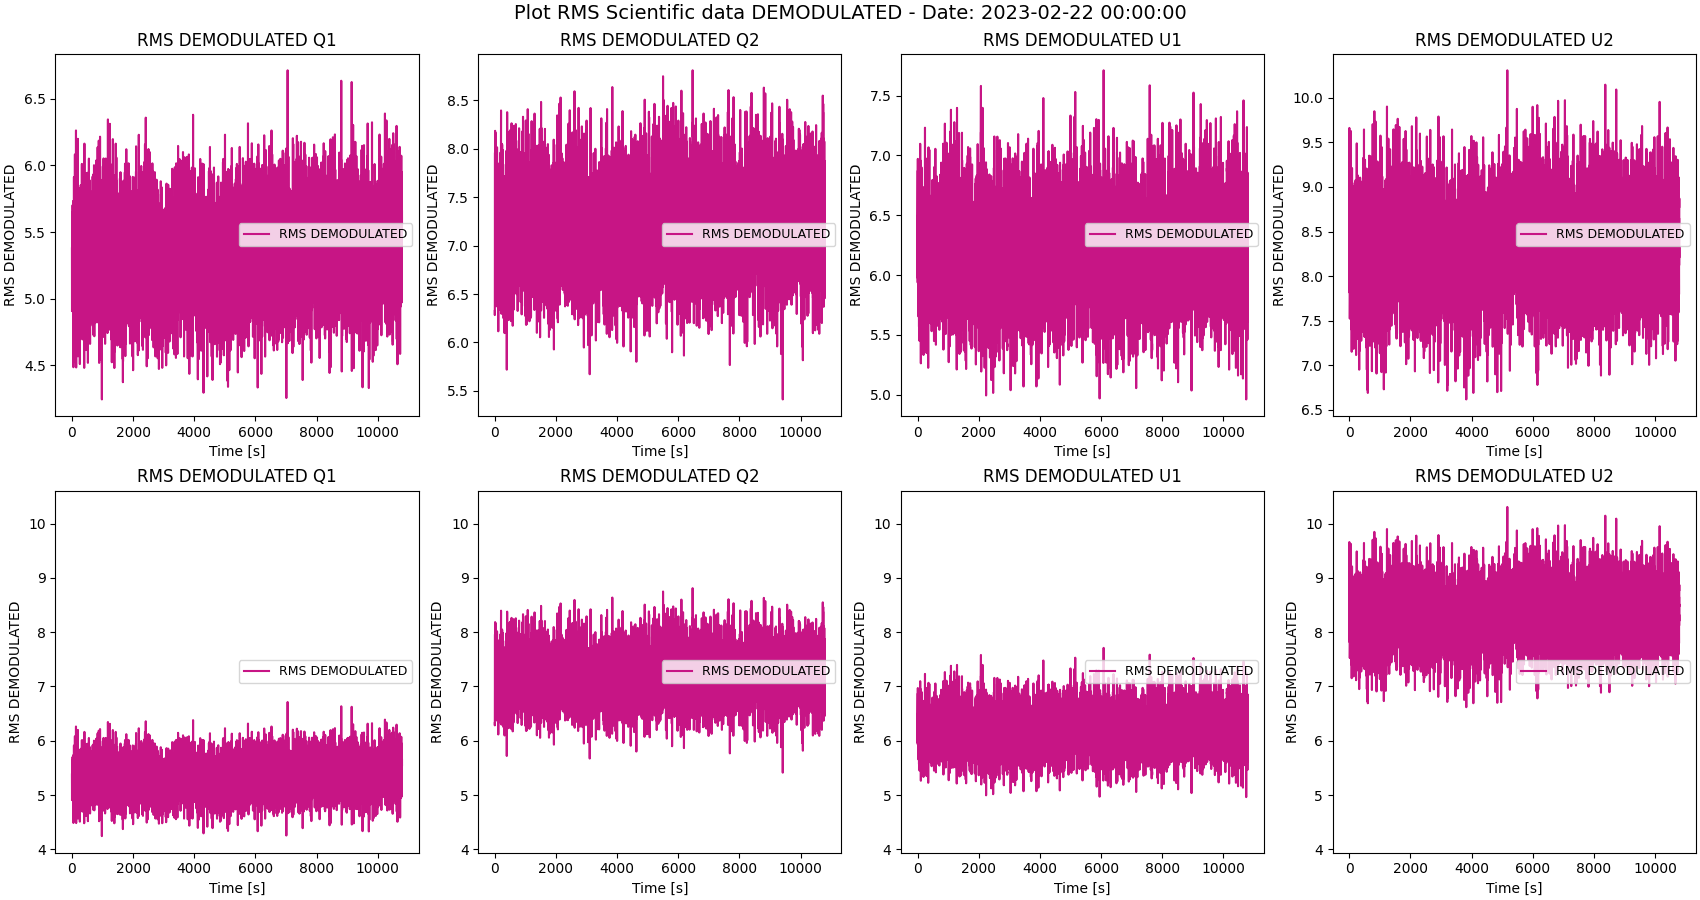 Plot RMS Scientific data DEMODULATED - Date: 2023-02-22 00:00:00
RMS DEMODULATED Q1
RMS DEMODULATED
6.5
6.0
5.5
5.0
4.5
RMS DEMODULATED
0 2000 4000 6000 8000 10000
Time [s]
RMS DEMODULATED Q2
RMS DEMODULATED
8.5
8.0
7.5
7.0
6.5
6.0
5.5
RMS DEMODULATED
0 2000 4000 6000 8000 10000
Time [s]
RMS DEMODULATED U1
RMS DEMODULATED
7.5
7.0
6.5
6.0
5.5
5.0
RMS DEMODULATED
0 2000 4000 6000 8000 10000
Time [s]
RMS DEMODULATED U2
RMS DEMODULATED
10.0
9.5
9.0
8.5
8.0
7.5
7.0
6.5
RMS DEMODULATED
0 2000 4000 6000 8000 10000
Time [s]
RMS DEMODULATED Q1
RMS DEMODULATED
10
9
8
7
6
5
4
RMS DEMODULATED
0 2000 4000 6000 8000 10000
Time [s]
RMS DEMODULATED Q2
RMS DEMODULATED
10
9
8
7
6
5
4
RMS DEMODULATED
0 2000 4000 6000 8000 10000
Time [s]
RMS DEMODULATED U1
RMS DEMODULATED
10
9
8
7
6
5
4
RMS DEMODULATED
0 2000 4000 6000 8000 10000
Time [s]
RMS DEMODULATED U2
RMS DEMODULATED
10
9
8
7
6
5
4
RMS DEMODULATED
0 2000 4000 6000 8000 10000
Time [s]